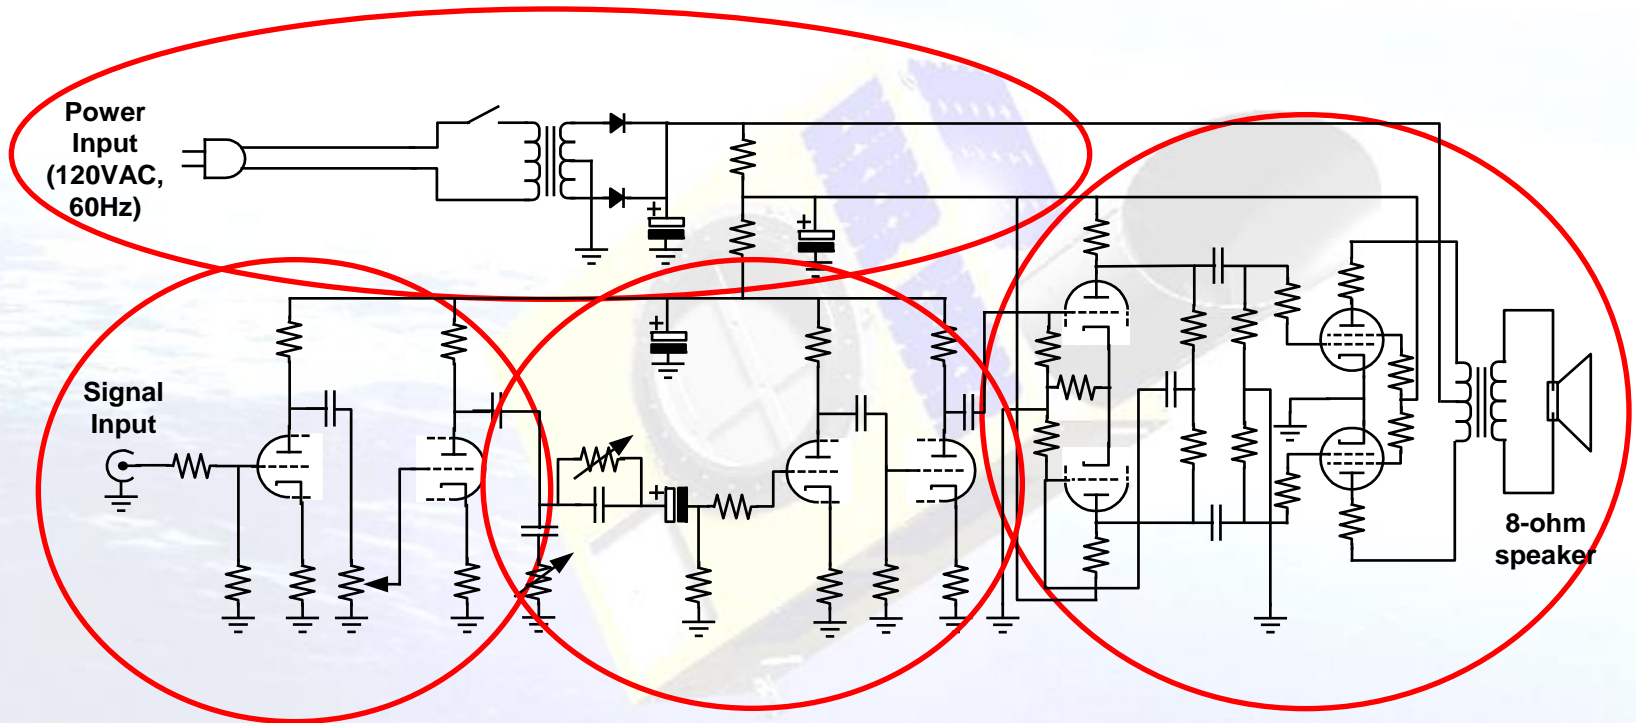 Power
Input
(120VAC,
60Hz)
Signal
Input
8-ohm
speaker